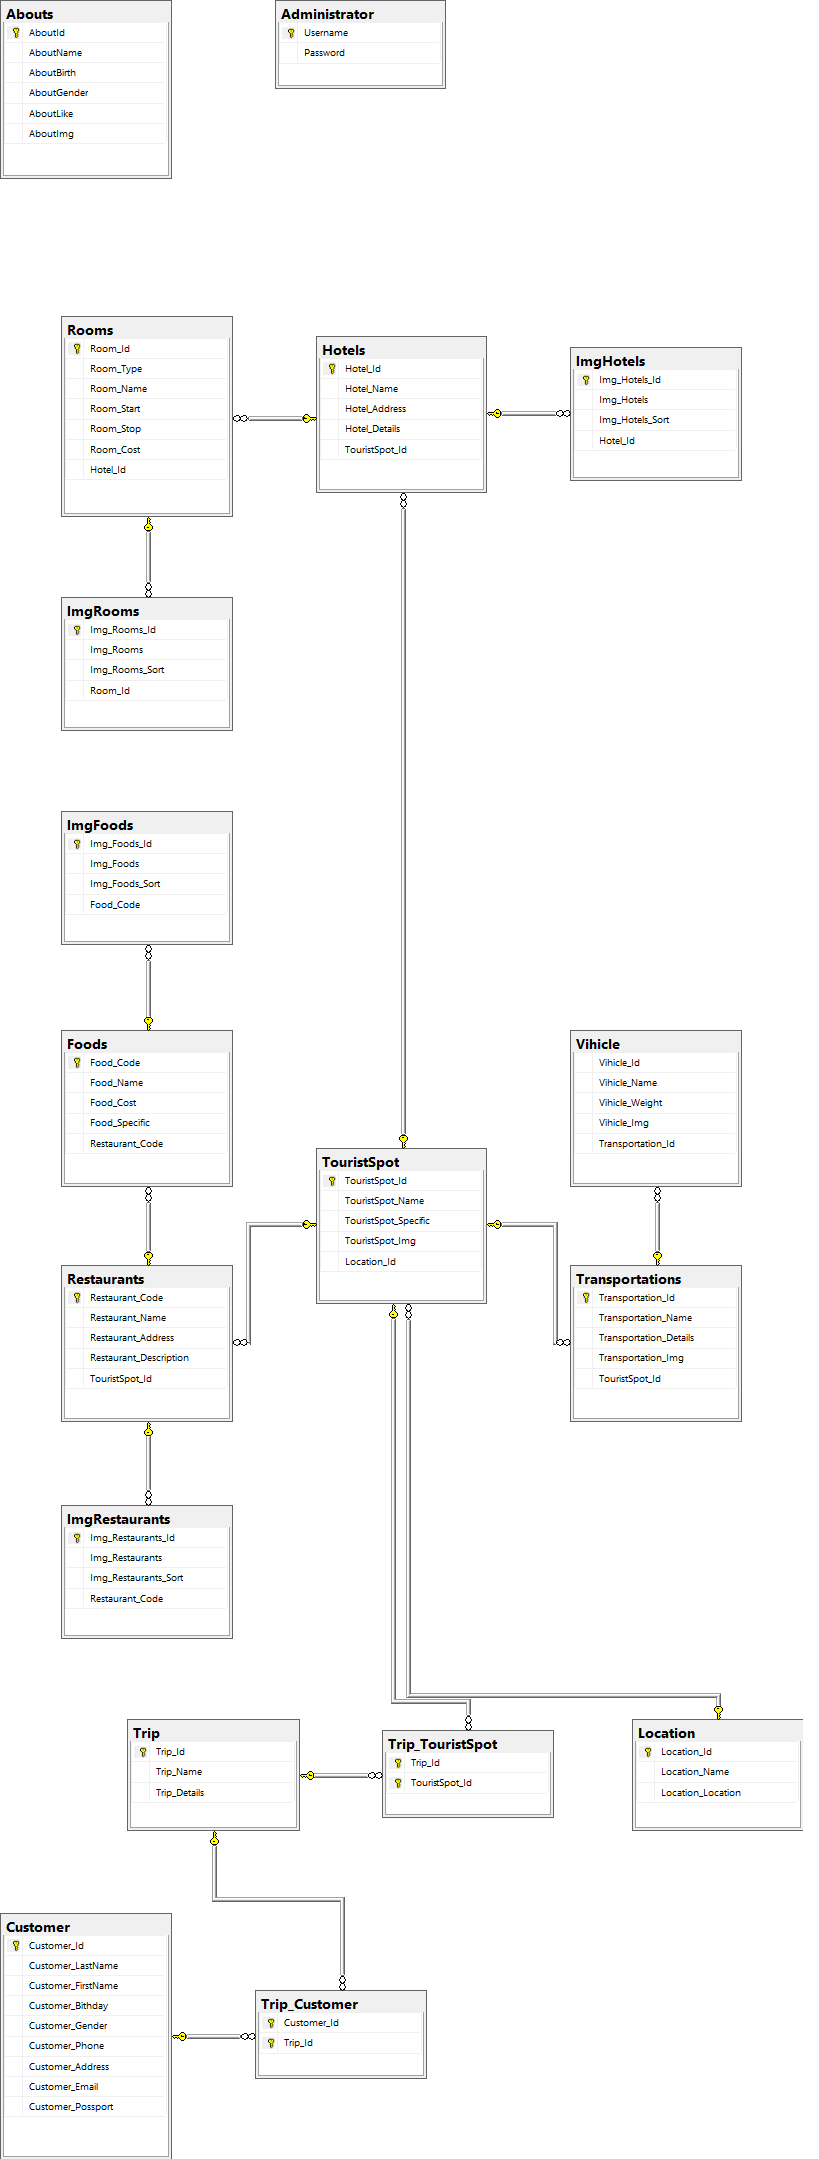 Abouts
AboutId
AboutName
AboutBirth
AboutGender
AboutLike
AboutImg
Administrator
Username
Password
Rooms
Room_Id
Room_Type
Room_Name
Room_Start
Room_Stop
Room_Cost
Hotel_Id
Hotels
Hotel_Id
Hotel_Name
Hotel_Address
Hotel_Details
TouristSpot_Id
ImgHotels
Img_Hotels_Id
Img_Hotels
Img_Hotels_Sort
Hotel_Id
ImgRooms
Img_Rooms_Id
Img_Rooms
Img_Rooms_Sort
Room_Id
ImgFoods
Img_Foods_Id
Img_Foods
Img_Foods_Sort
Food_Code
Foods
Food_Code
Food_Name
Food_Cost
Food_Specific
Restaurant_Code
Vihicle
Vihicle_Id
Vihicle_Name
Vihicle_Weight
Vihicle_Img
Transportation_Id
TouristSpot
TouristSpot_Id
TouristSpot_Name
TouristSpot_Specific
TouristSpot_Img
Location_Id
Restaurants
Restaurant_Code
Restaurant_Name
Restaurant_Address
Restaurant_Description
TouristSpot_Id
Transportations
Transportation_Id
Transportation_Name
Transportation_Details
Transportation_Img
TouristSpot_Id
ImgRestaurants
Img_Restaurants_Id
Img_Restaurants
Img_Restaurants_Sort
Restaurant_Code
Trip
Trip_Id
Trip_Name
Trip_Details
Trip_TouristSpot
Trip_Id
TouristSpot_Id
Location
Location_Id
Location_Name
Location_Location
Customer
Customer_Id
Customer_LastName
Customer_FirstName
Customer_Bithday
Customer_Gender
Customer_Phone
Customer_Address
Customer_Email
Customer_Possport
Trip_Customer
Customer_Id
Trip_Id